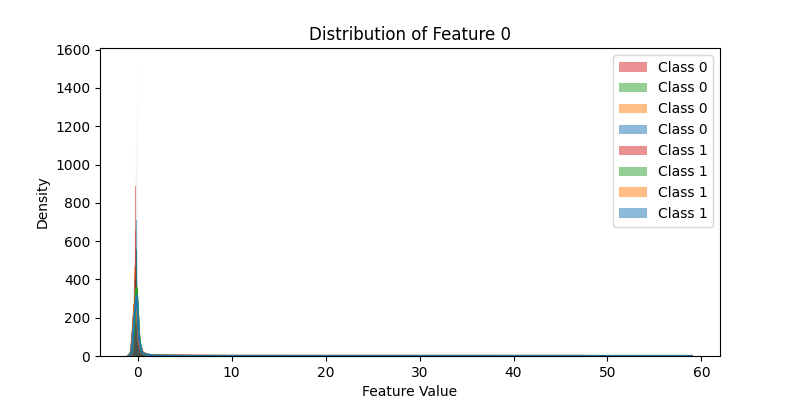 Distribution of Feature 0
1600
1400
1200
1000
800
600
400
200
0
Density
Class 0
Class 0
Class 0
Class 0
Class 1
Class 1
Class 1
Class 1
0 10 20 30 40 50 60
Feature Value